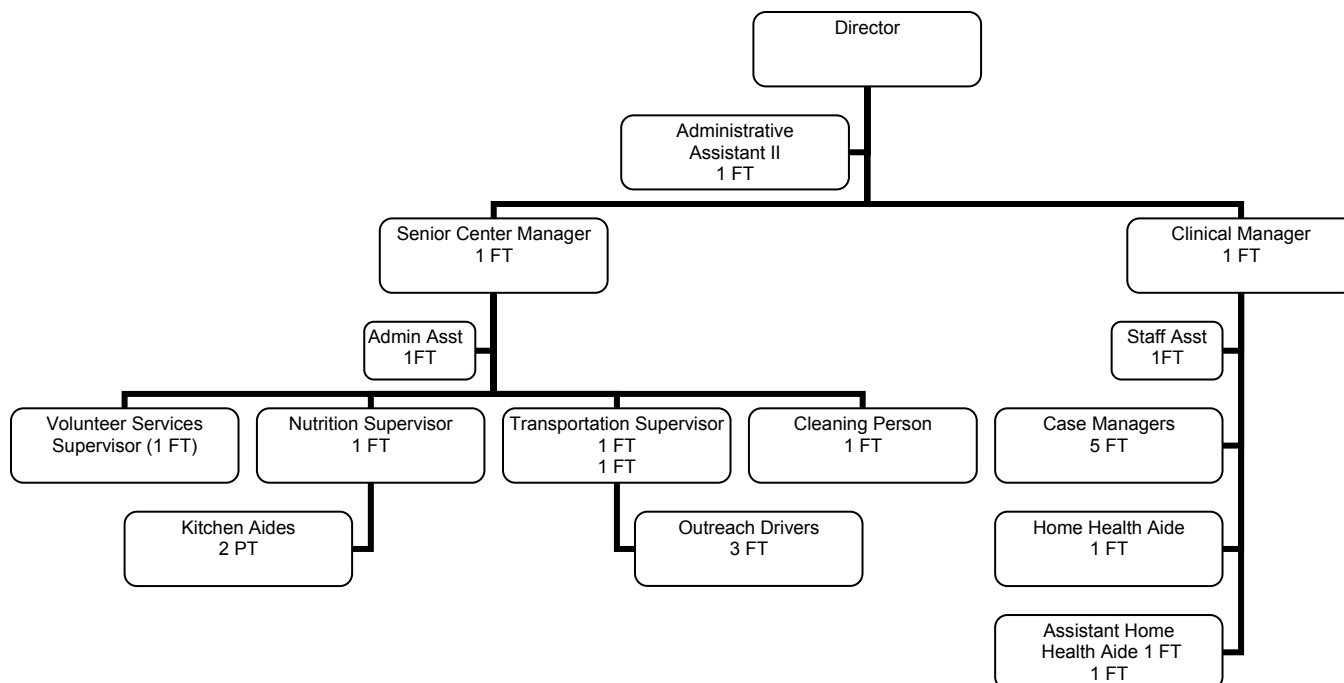 Director
Administrative
Assistant II
1 FT
Senior Center Manager
1 FT
Clinical Manager
1 FT
Admin Asst
1FT
Staff Asst
1FT
Volunteer Services
Supervisor (1 FT)
Nutrition Supervisor
1 FT
Transportation Supervisor
1 FT
1 FT
Cleaning Person
1 FT
Case Managers
5 FT
Kitchen Aides
2 PT
Outreach Drivers
3 FT
Home Health Aide
1 FT
Assistant Home
Health Aide 1 FT
1 FT